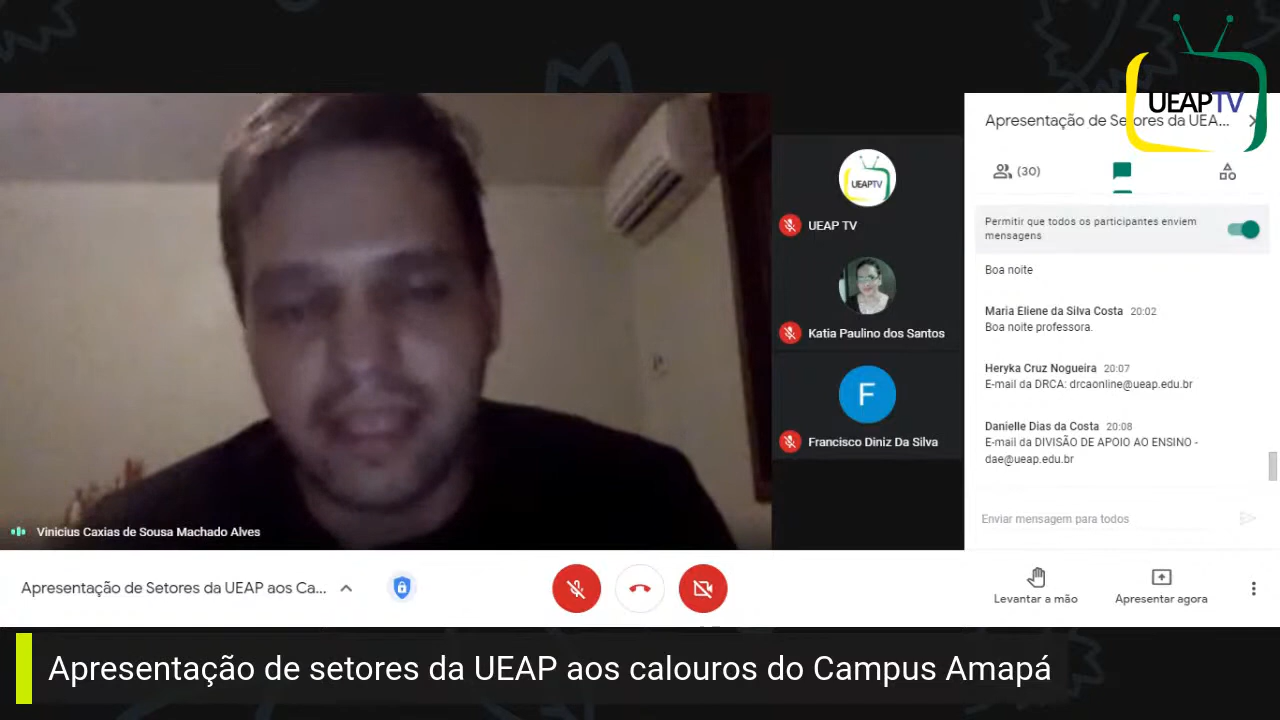 UEAPTV
Apresentação de Setores da UEA...
(30)
Permitir que todos os participantes enviem
mensagens
Boa noite
Maria Eliene da Silva Costa 20:02
Boa noite professora.
Heryka Cruz Nogueira 20:07
E-mail da DRCA: drcaonline@ueap.edu.br
Danielle Dias da Costa 20:08
E-mail da DIVISÃO DE APOIO AO ENSINO -
dae@ueap.edu.br
Enviar mensagem para todos
UEAPTV
UEAP TV
Katia Paulino dos Santos
F
Francisco Diniz Da Silva
Vinicius Caxias de Sousa Machado Alves
Apresentação de Setores da UEAP aos Ca...
Levantar a mão
Apresentar agora
Apresentação de setores da UEAP aos calouros do Campus Amapá